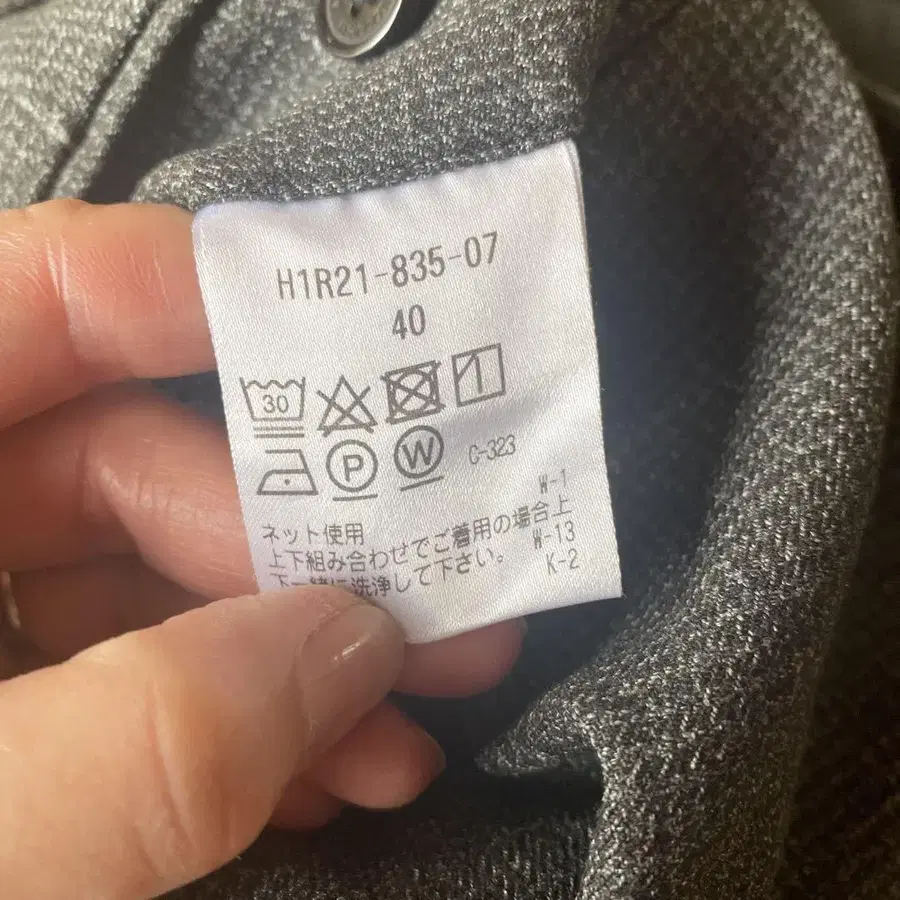 H1R21-835-07
40
30
P W C-323
W-1
ネット使用
上下組み合わせでご着用の場合上
W-13
下一緒に洗浄して下さい。
K-2